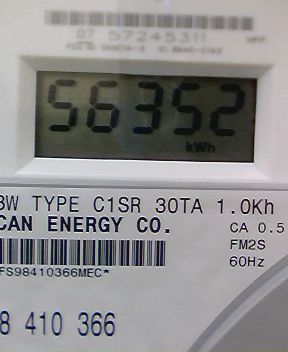 07 57245311
56352
kWh
3W TYPE C1SR 30TA 1.0Kh
CAN ENERGY CO.
CA 0.5
FM2S
60Hz
FS98410366MEC*
8 410 366